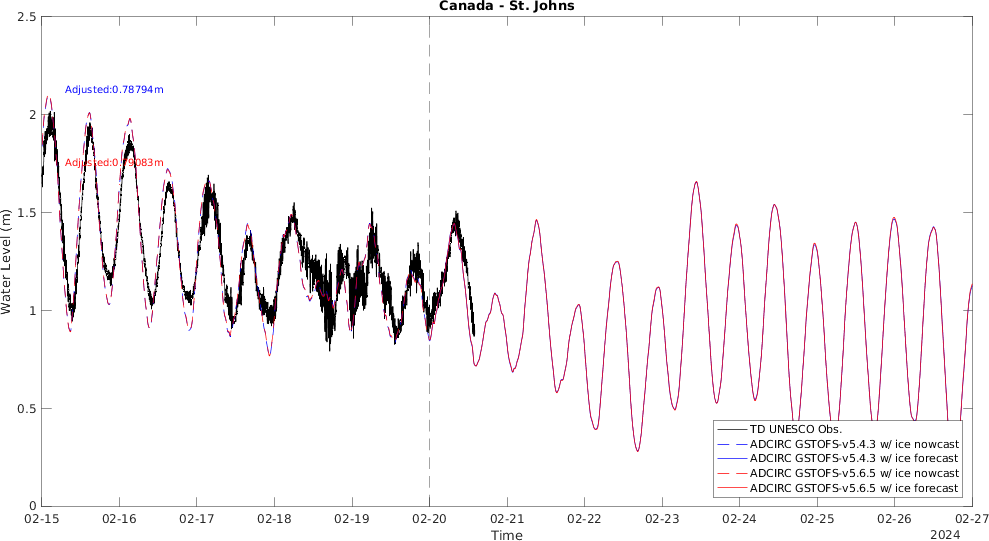 Canada - St. Johns
2.5
2
1.5
1
0.5
0
Water Level (m)
Adjusted:0.78794m
Adjusted:0.79083m
TD UNESCO Obs.
ADCIRC GSTOFS-v5.4.3 w/ ice nowcast
ADCIRC GSTOFS-v5.4.3 w/ ice forecast
ADCIRC GSTOFS-v5.6.5 w/ ice nowcast
ADCIRC GSTOFS-v5.6.5 w/ ice forecast
02-15 02-16 02-17 02-18 02-19 02-20 02-21 02-22 02-23 02-24 02-25 02-26 02-27
Time
2024